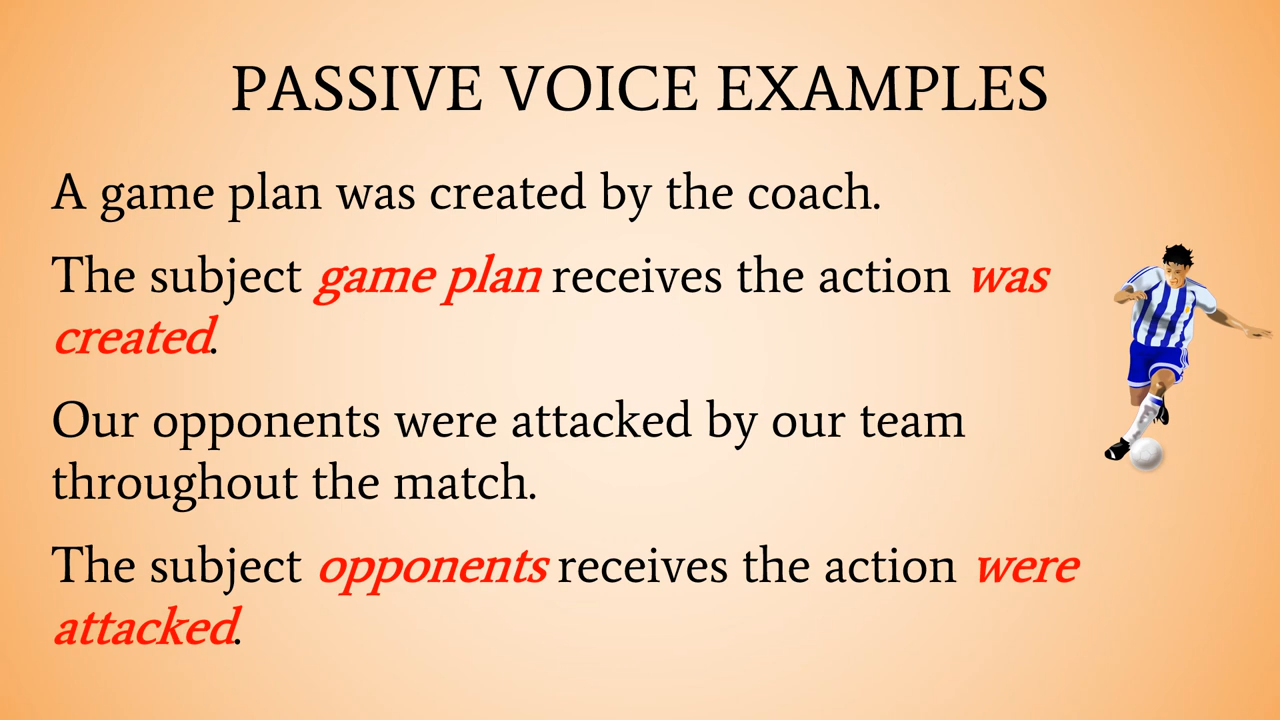 PASSIVE VOICE EXAMPLES
A game plan was created by the coach.
The subject game plan receives the action was
created.
Our opponents were attacked by our team
throughout the match.
The subject opponents receives the action were
attacked.